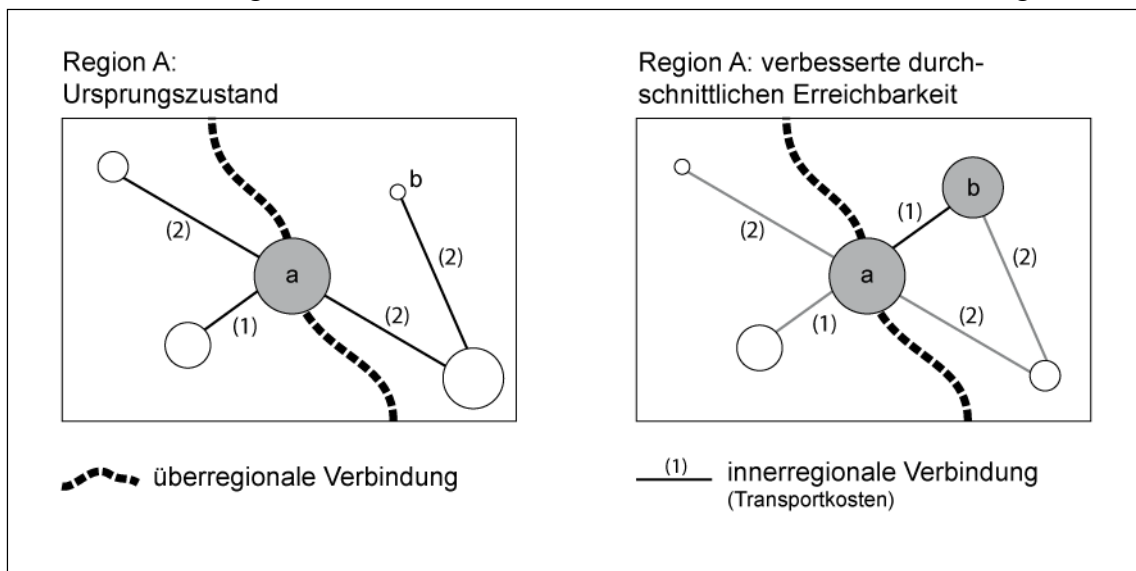 Region A:
Ursprungszustand
b
(2)
(2)
a
(1)
(2)
Region A: verbesserte durch-
schnittlichen Erreichbarkeit
b
(1)
(2)
(2)
a
(1)
(2)
überregionale Verbindung
(1)
innerregionale Verbindung
(Transportkosten)